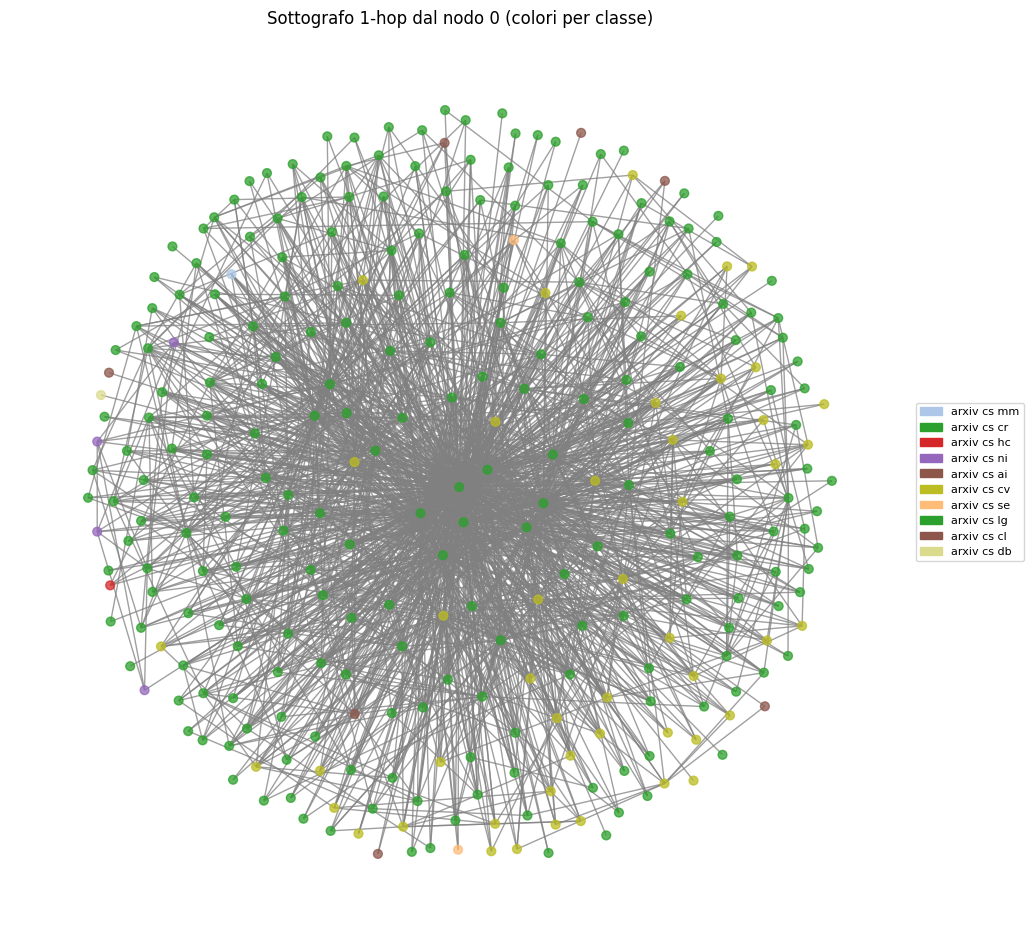 Sottografo 1-hop dal nodo 0 (colori per classe)
arxiv cs mm
arxiv cs cr
arxiv cs hc
arxiv cs ni
arxiv cs ai
arxiv cs cv
arxiv cs se
arxiv cs lg
arxiv cs cl
arxiv cs db